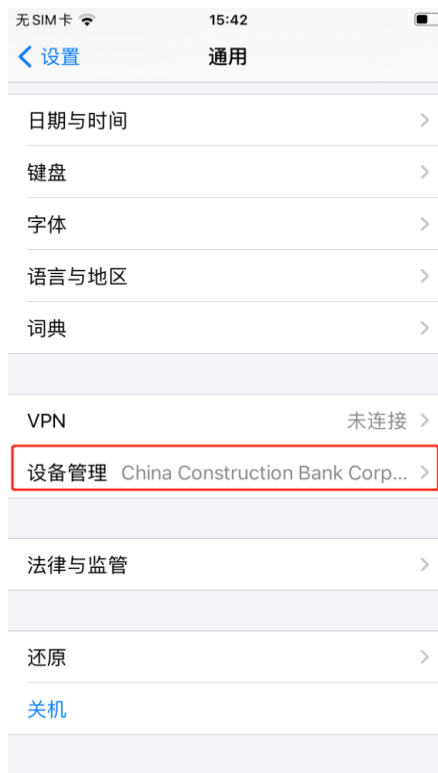 无SIM卡 15:42
设置 通用
日期与时间
键盘
字体
语言与地区
词典
VPN 未连接
设备管理 China Construction Bank Corp...
法律与监管
还原
关机